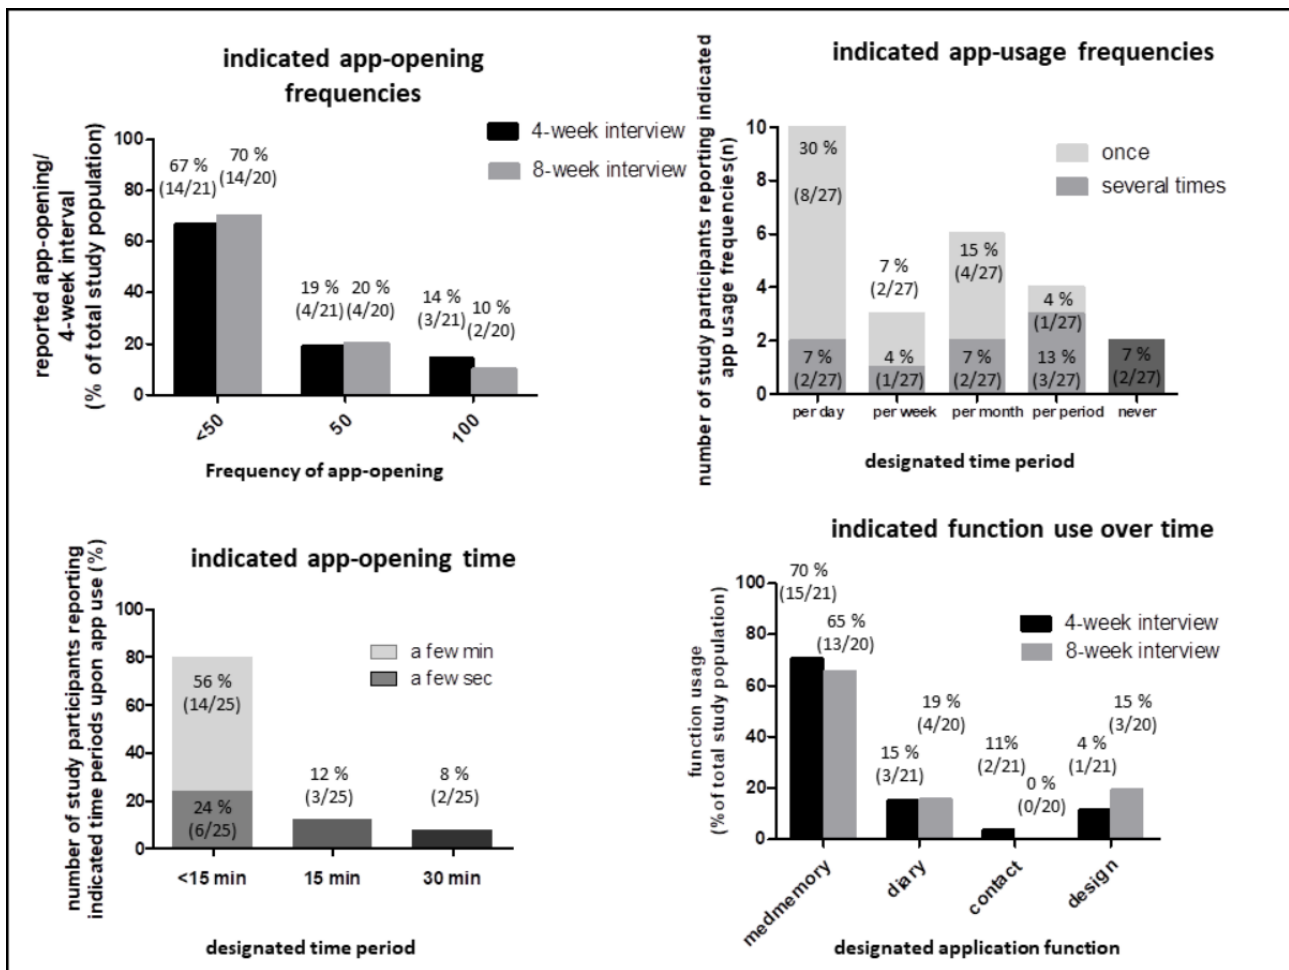 indicated app-opening
frequencies
reported app-opening/
4-week interval
(% of total study population)
100
80
60
40
20
0
67 %
(14/21)
70 %
(14/20)
19 %
(4/21)
20 %
(4/20)
14 %
(3/21)
10 %
(2/20)
4-week interview
8-week interview
<50
50
100
Frequency of app-opening
indicated app-usage frequencies
number of study participants reporting indicated
app usage frequencies(n)
10
8
6
4
2
0
30 %
(8/27)
7 %
(2/27)
7 %
(2/27)
4 %
(1/27)
15 %
(4/27)
7 %
(2/27)
4 %
(1/27)
13 %
(3/27)
7 %
(2/27)
once
several times
per day
per week
per month
per period
never
designated time period
indicated app-opening time
number of study participants reporting
indicated time periods upon app use (%)
100
80
60
40
20
0
56 %
(14/25)
24 %
(6/25)
12 %
(3/25)
8 %
(2/25)
a few min
a few sec
<15 min
15 min
30 min
designated time period
indicated function use over time
function usage
(% of total study population)
100
80
60
40
20
0
70 %
(15/21)
65 %
(13/20)
15 %
(3/21)
19 %
(4/20)
11%
(2/21)
0 %
(0/20)
4 %
(1/21)
15 %
(3/20)
4-week interview
8-week interview
medmemory
diary
contact
design
designated application function